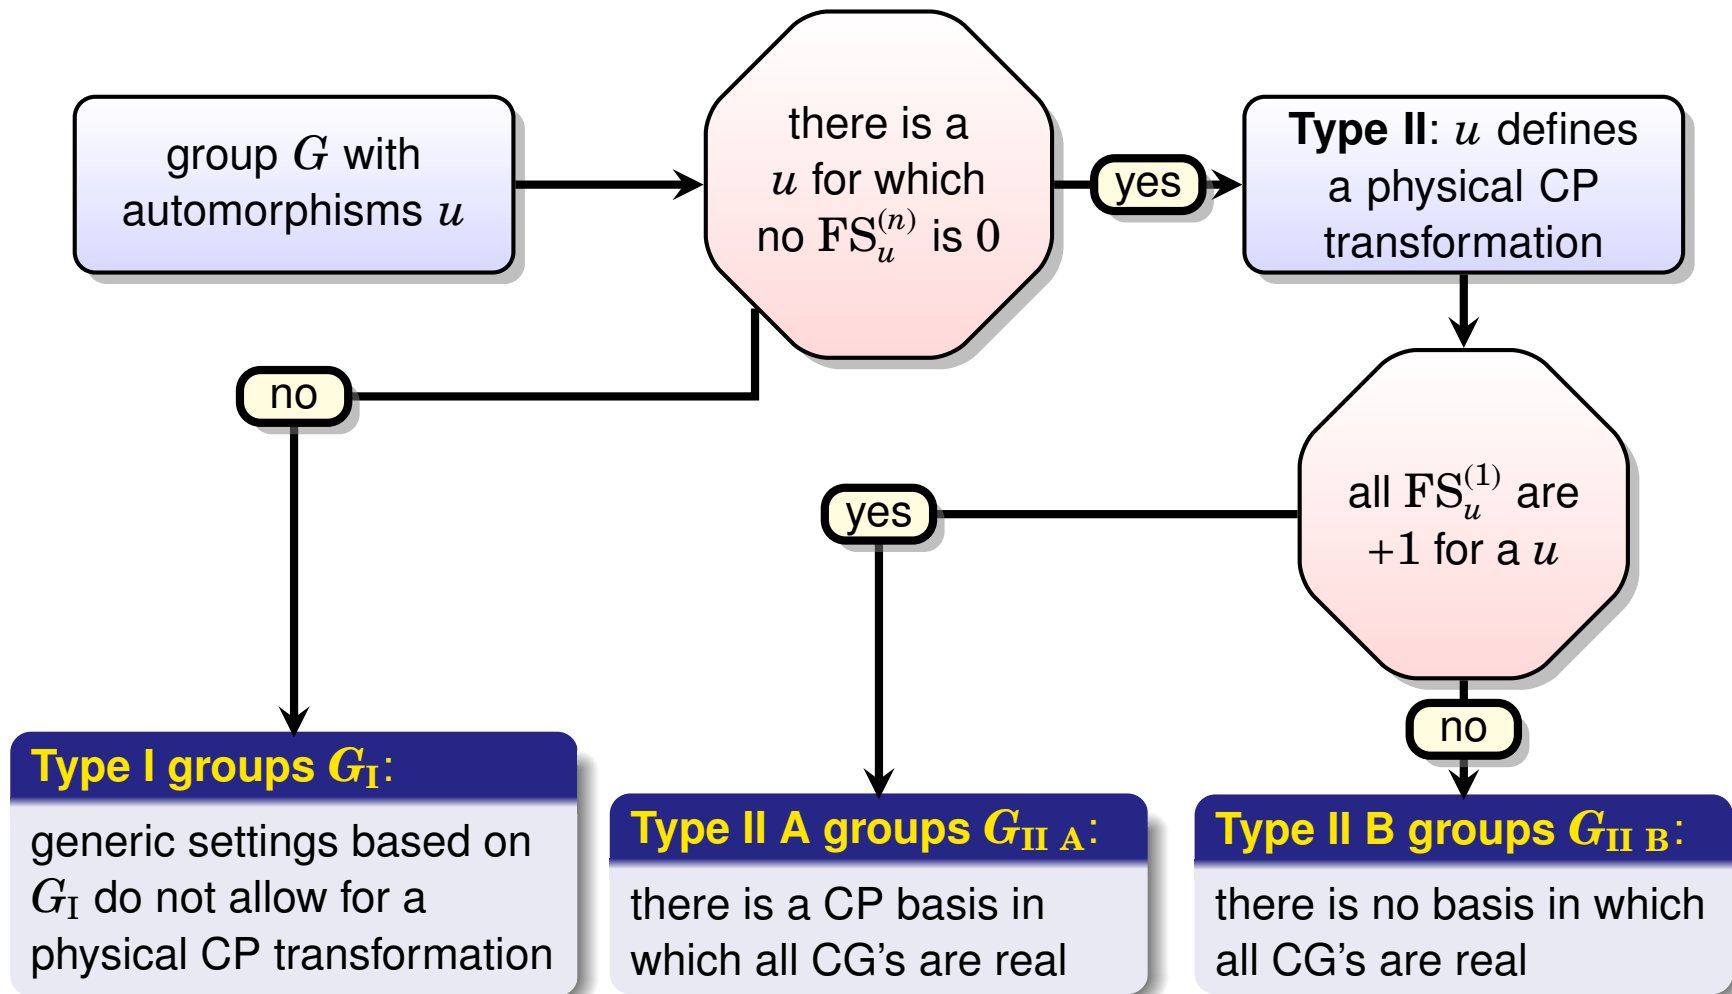 group G with
automorphisms u
there is a
u for which
no FS_u^(n) is 0
yes
Type II: u defines
a physical CP
transformation
no
all FS_u^(1) are
+1 for a u
yes
no
Type I groups G_I:
generic settings based on
G_I do not allow for a
physical CP transformation
Type II A groups G_II A:
there is a CP basis in
which all CG's are real
Type II B groups G_II B:
there is no basis in which
all CG's are real